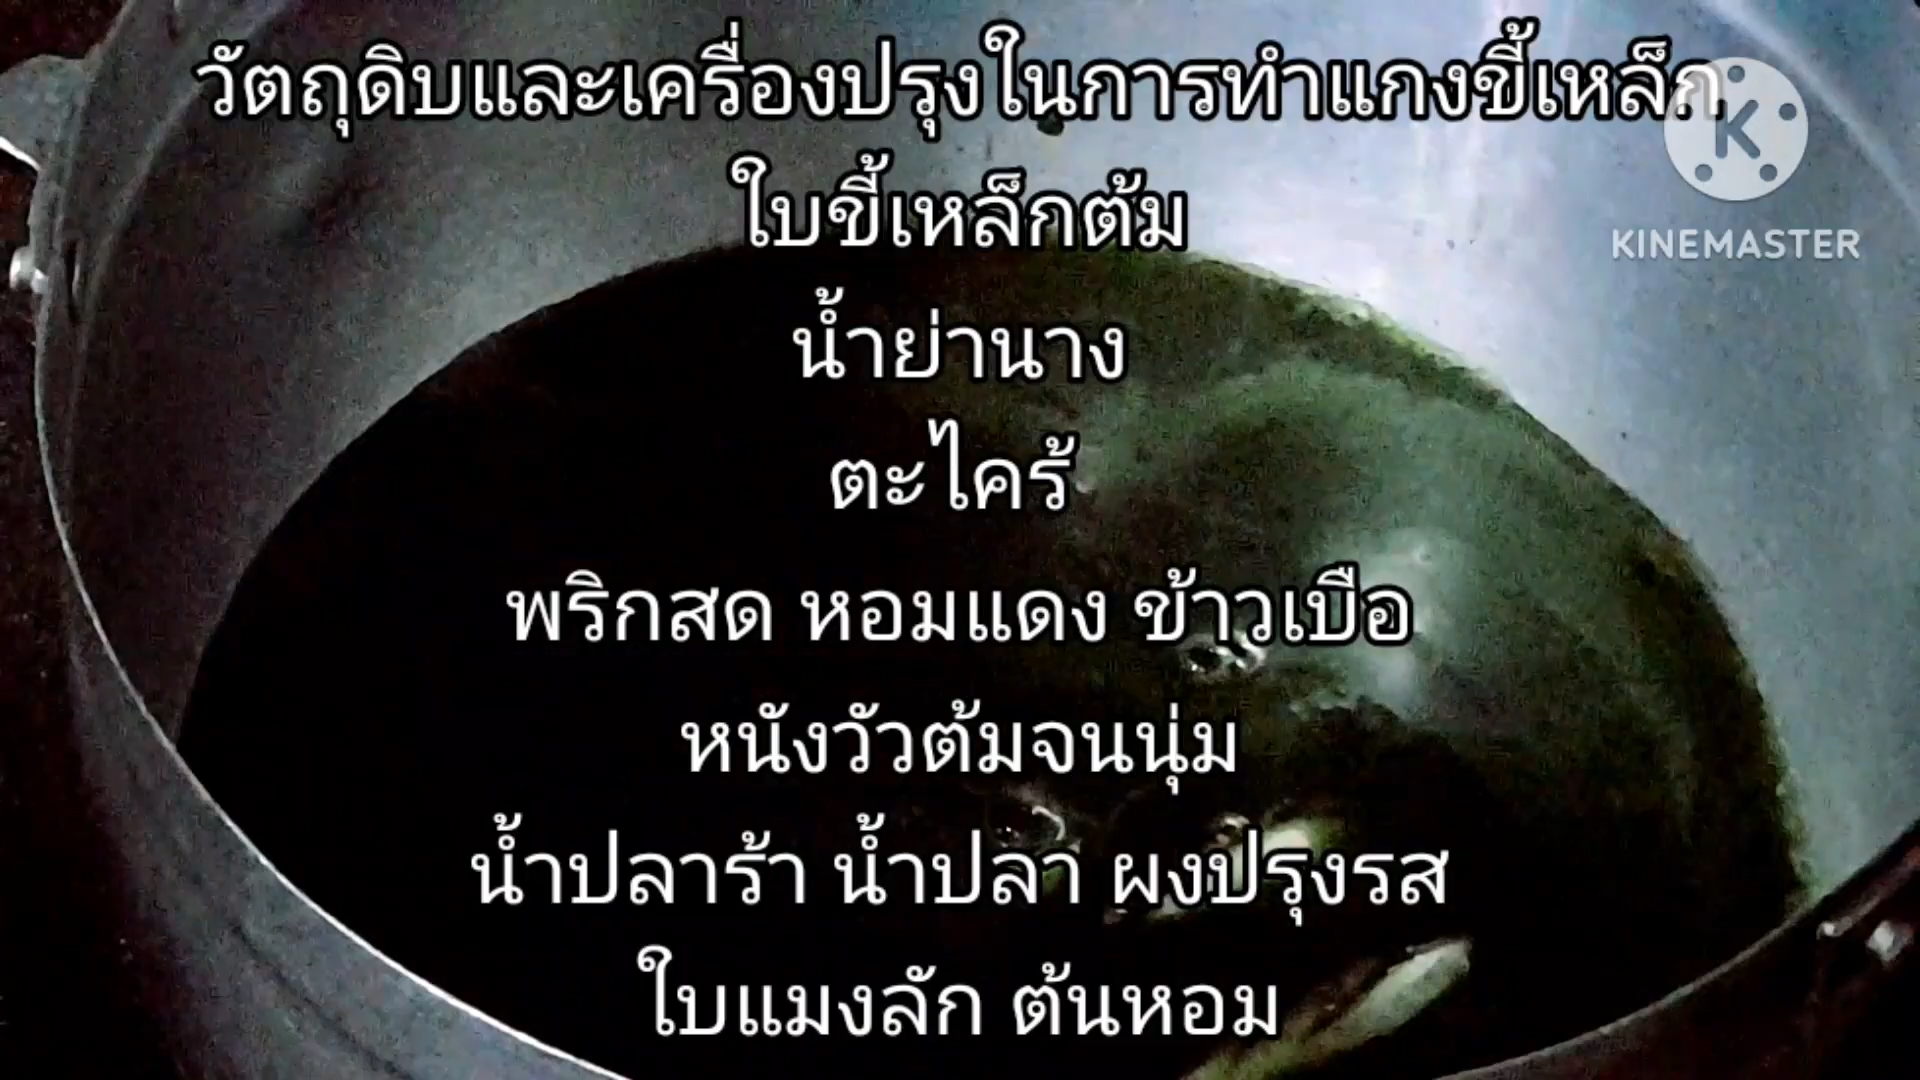 วัตถุดิบและเครื่องปรุงในการทำแกงขี้เหล็ก
ใบขี้เหล็กต้ม
น้ำย่านาง
ตะไคร้
พริกสด หอมแดง ข้าวเบือ
หนังวัวต้มจนนุ่ม
น้ำปลาร้า น้ำปลา ผงปรุงรส
ใบแมงลัก ต้นหอม
K
KINEMASTER